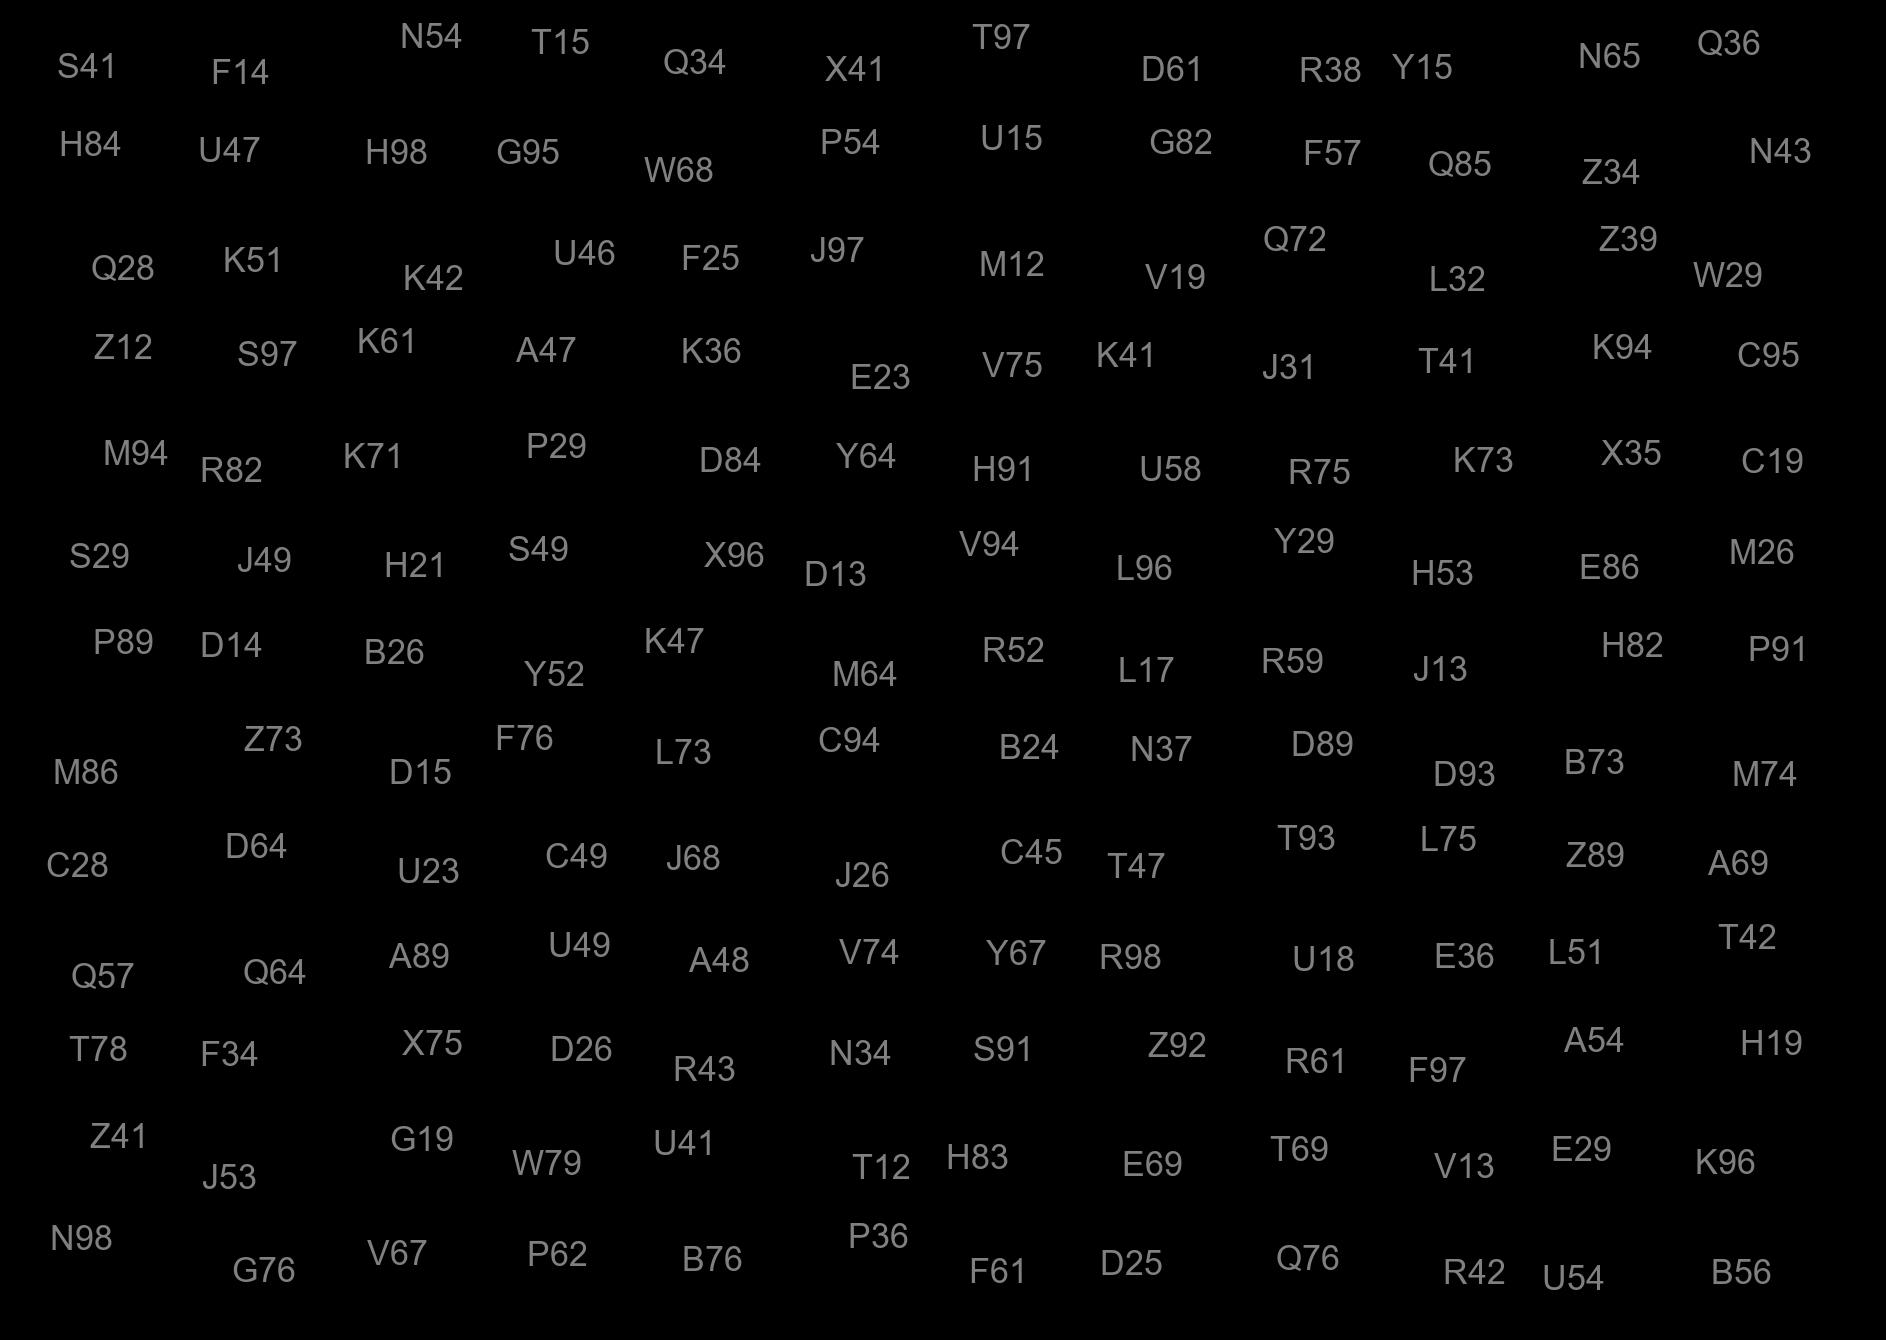 S41 F14 N54 T15 Q34 X41 T97 D61 R38 Y15 N65 Q36
H84 U47 H98 G95 W68 P54 U15 G82 F57 Q85 Z34 N43
Q28 K51 K42 U46 F25 J97 M12 V19 Q72 L32 Z39 W29
Z12 S97 K61 A47 K36 E23 V75 K41 J31 T41 K94 C95
M94 R82 K71 P29 D84 Y64 H91 U58 R75 K73 X35 C19
S29 J49 H21 S49 X96 D13 V94 L96 Y29 H53 E86 M26
P89 D14 B26 Y52 K47 M64 R52 L17 R59 J13 H82 P91
M86 Z73 D15 F76 L73 C94 B24 N37 D89 D93 B73 M74
C28 D64 U23 C49 J68 J26 C45 T47 T93 L75 Z89 A69
Q57 Q64 A89 U49 A48 V74 Y67 R98 U18 E36 L51 T42
T78 F34 X75 D26 R43 N34 S91 Z92 R61 F97 A54 H19
Z41 J53 G19 W79 U41 T12 H83 E69 T69 V13 E29 K96
N98 G76 V67 P62 B76 P36 F61 D25 Q76 R42 U54 B56